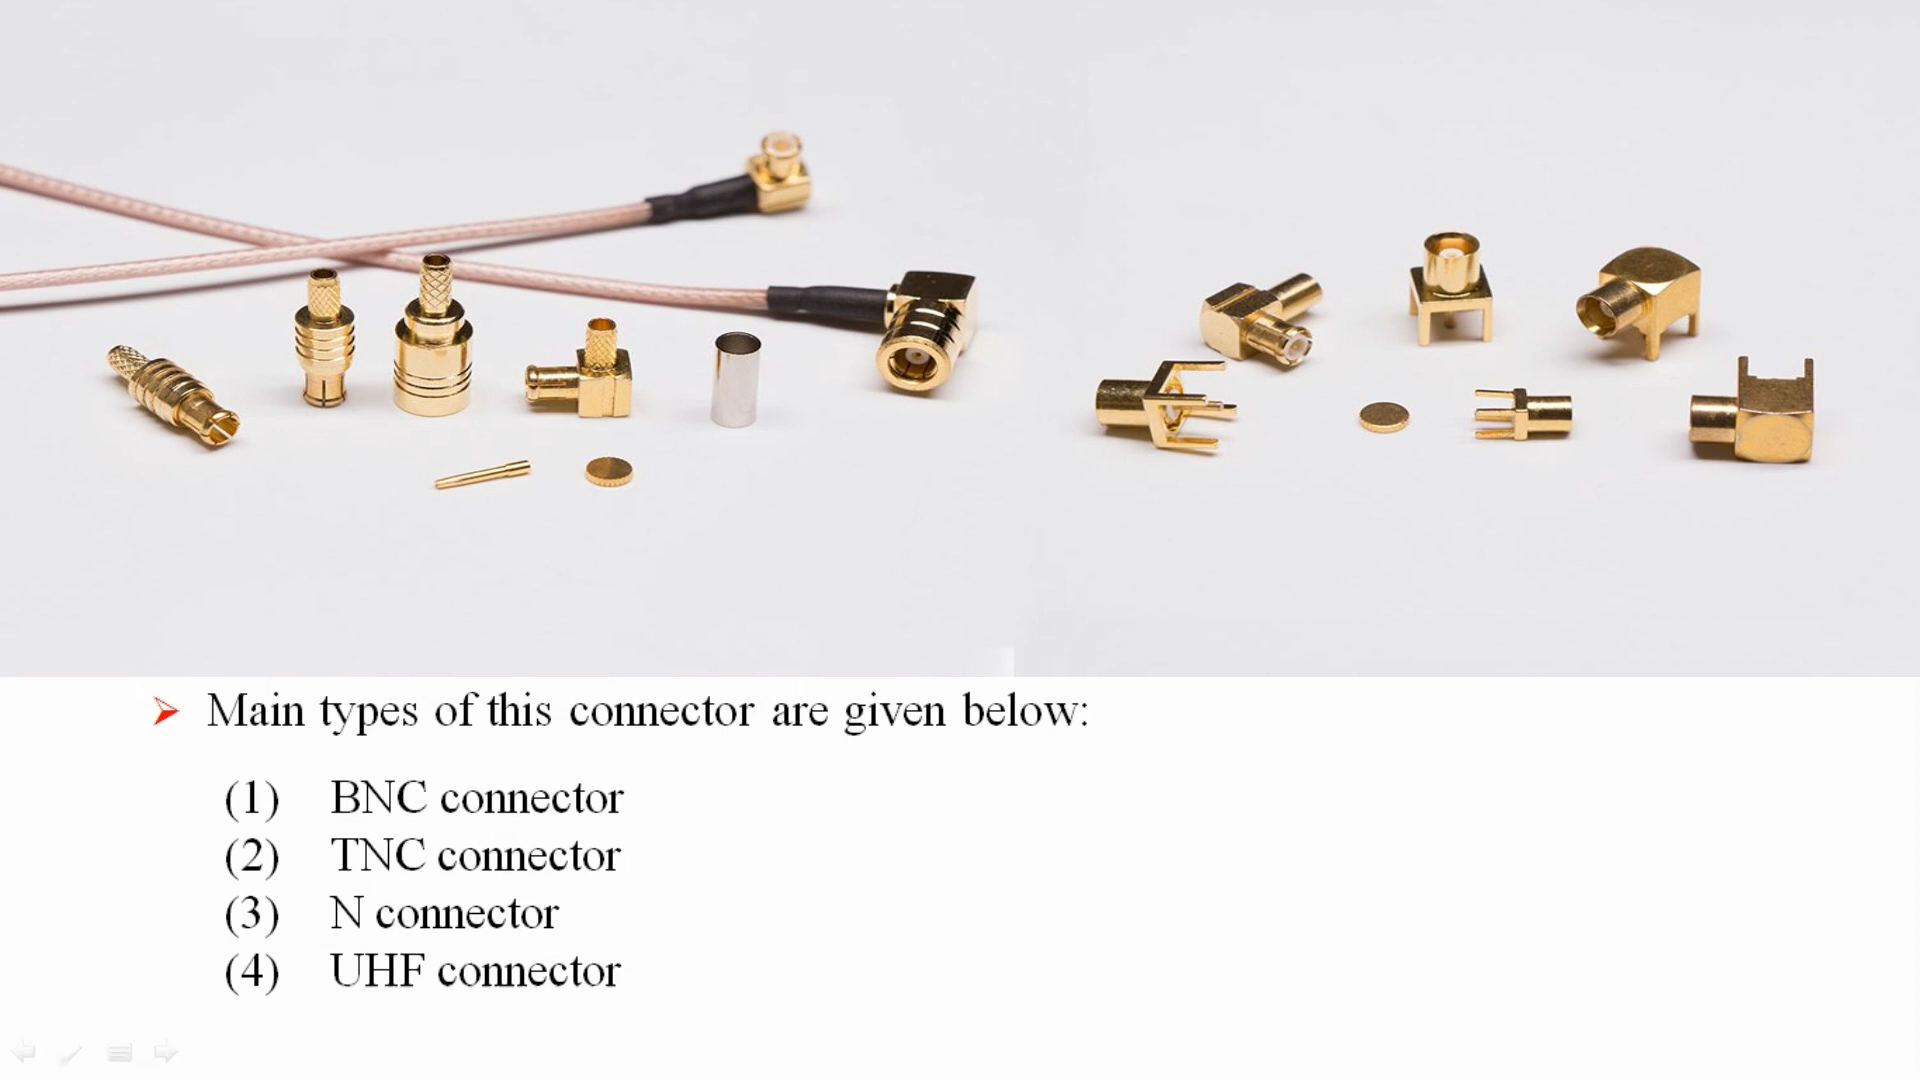 Main types of this connector are given below:
(1) BNC connector
(2) TNC connector
(3) N connector
(4) UHF connector